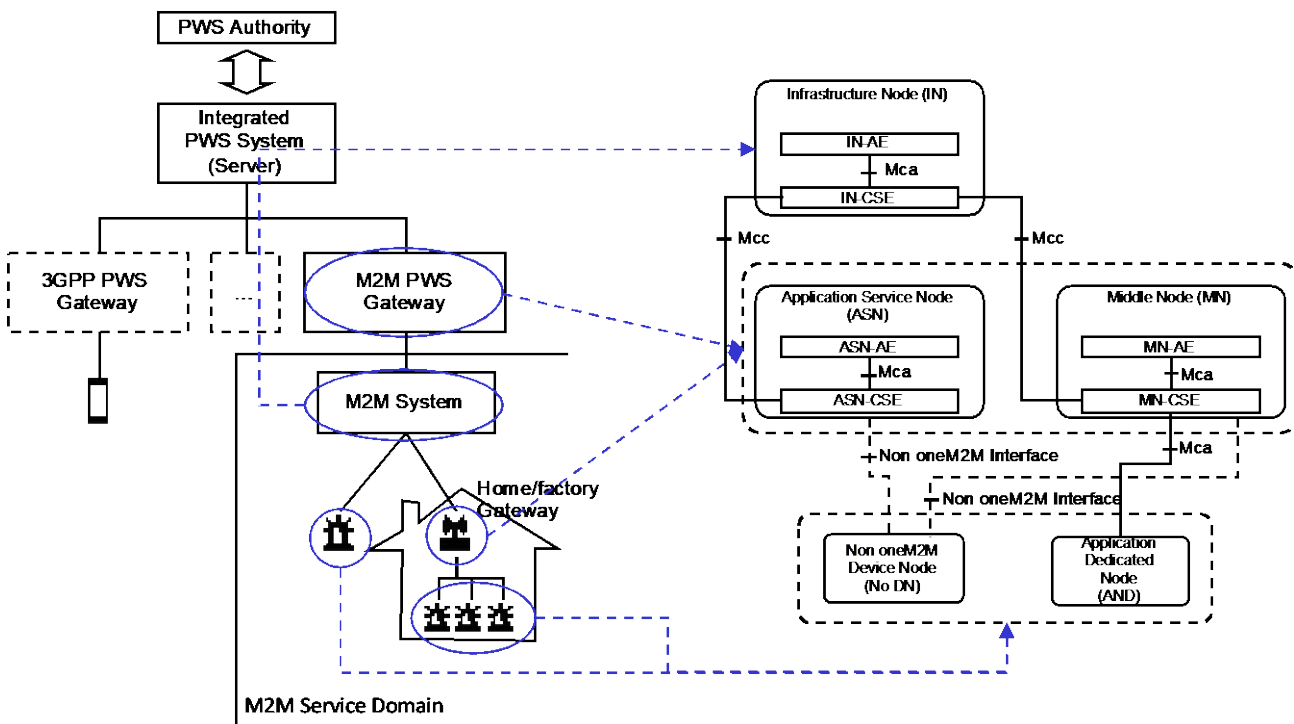 PWS Authority
Integrated
PWS System
(Server)
3GPP PWS
Gateway
...
M2M PWS
Gateway
M2M System
Home/factory
Gateway
M2M Service Domain
Infrastructure Node (IN)
IN-AE
Mca
IN-CSE
Mcc
Mcc
Application Service Node
(ASN)
ASN-AE
Mca
ASN-CSE
Middle Node (MN)
MN-AE
Mca
MN-CSE
Mca
Non oneM2M Interface
Non oneM2M Interface
Non oneM2M
Device Node
(No DN)
Application
Dedicated
Node
(AND)